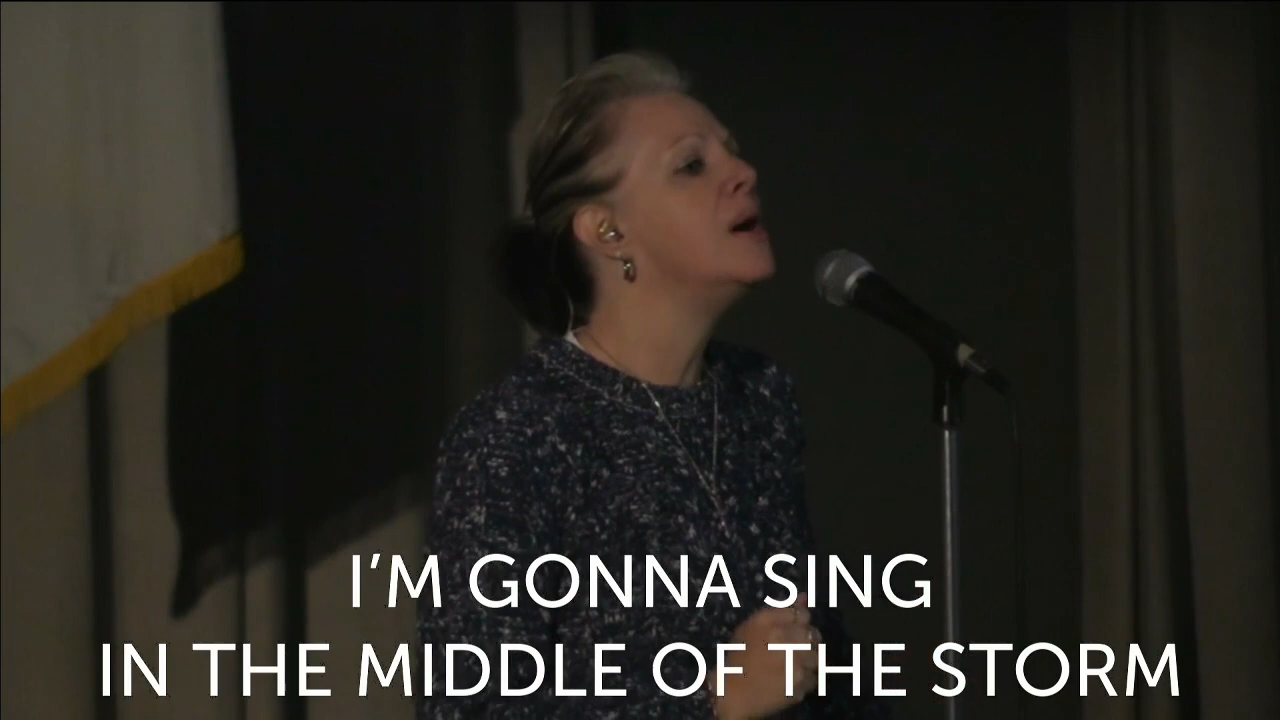 I'M GONNA SING
IN THE MIDDLE OF THE STORM